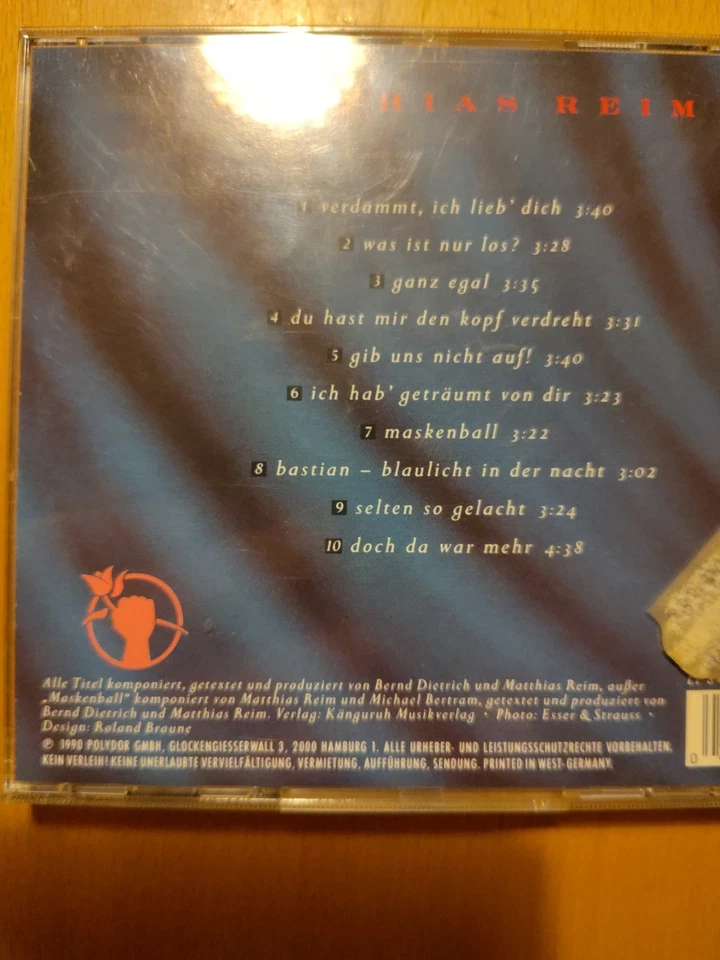 HIAS REIM
1 verdammt, ich lieb' dich 3:40
2 was ist nur los? 3:28
3 ganz egal 3:35
4 du hast mir den kopf verdreht 3:31
5 gib uns nicht auf! 3:40
6 ich hab' geträumt von dir 3:23
7 maskenball 3:22
8 bastian – blaulicht in der nacht 3:02
9 selten so gelacht 3:24
10 doch da war mehr 4:38
Alle Titel komponiert, getextet und produziert von Bernd Dietrich und Matthias Reim, außer
„Maskenball“ komponiert von Matthias Reim und Michael Bertram, getextet und produziert von
Bernd Dietrich und Matthias Reim. Verlag: Känguruh Musikverlag · Photo: Esser & Strauss ·
Design: Roland Braune
℗ 1990 POLYDOR GMBH, GLOCKENGIESSERWALL 3, 2000 HAMBURG 1. ALLE URHEBER- UND LEISTUNGSSCHUTZRECHTE VORBEHALTEN.
KEIN VERLEIH! KEINE UNERLAUBTE VERVIELFÄLTIGUNG, VERMIETUNG, AUFFÜHRUNG, SENDUNG. PRINTED IN WEST-GERMANY.
0